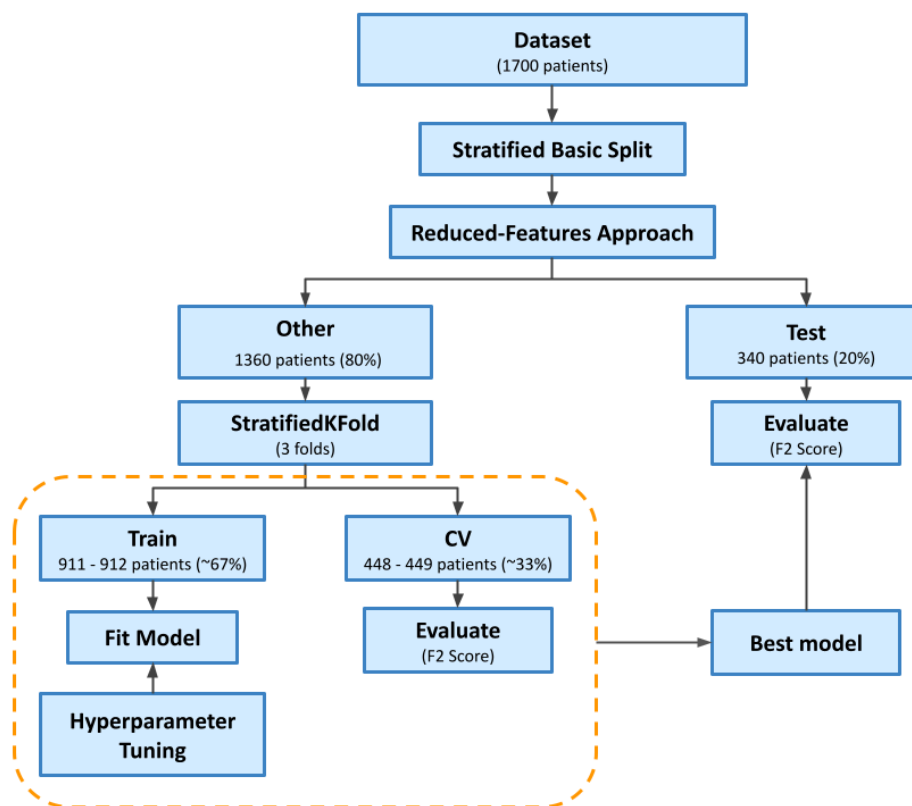 Dataset
(1700 patients)
Stratified Basic Split
Reduced-Features Approach
Other
1360 patients (80%)
Test
340 patients (20%)
StratifiedKFold
(3 folds)
Evaluate
(F2 Score)
Train
911 - 912 patients (~67%)
CV
448 - 449 patients (~33%)
Fit Model
Evaluate
(F2 Score)
Best model
Hyperparameter
Tuning